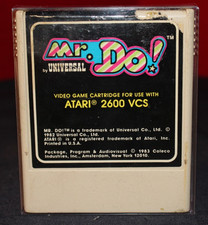 Mr. Do!™
by UNIVERSAL
VIDEO GAME CARTRIDGE FOR USE WITH
ATARI® 2600 VCS
MR. DO!™ is a trademark of Universal Co., Ltd. ©
1982 Universal Co., Ltd.
ATARI® is a registered trademark of Atari, Inc.
Printed in U.S.A.
Package, Program & Audiovisual © 1983 Coleco
Industries, Inc., Amsterdam, New York 12010.